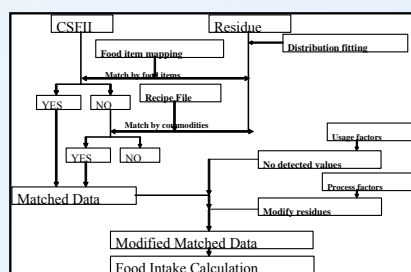 CSFII
Residue
Food item mapping
Distribution fitting
Match by food items
Recipe File
YES
NO
Match by commodities
Usage factors
YES
NO
No detected values
Process factors
Matched Data
Modify residues
Modified Matched Data
Food Intake Calculation